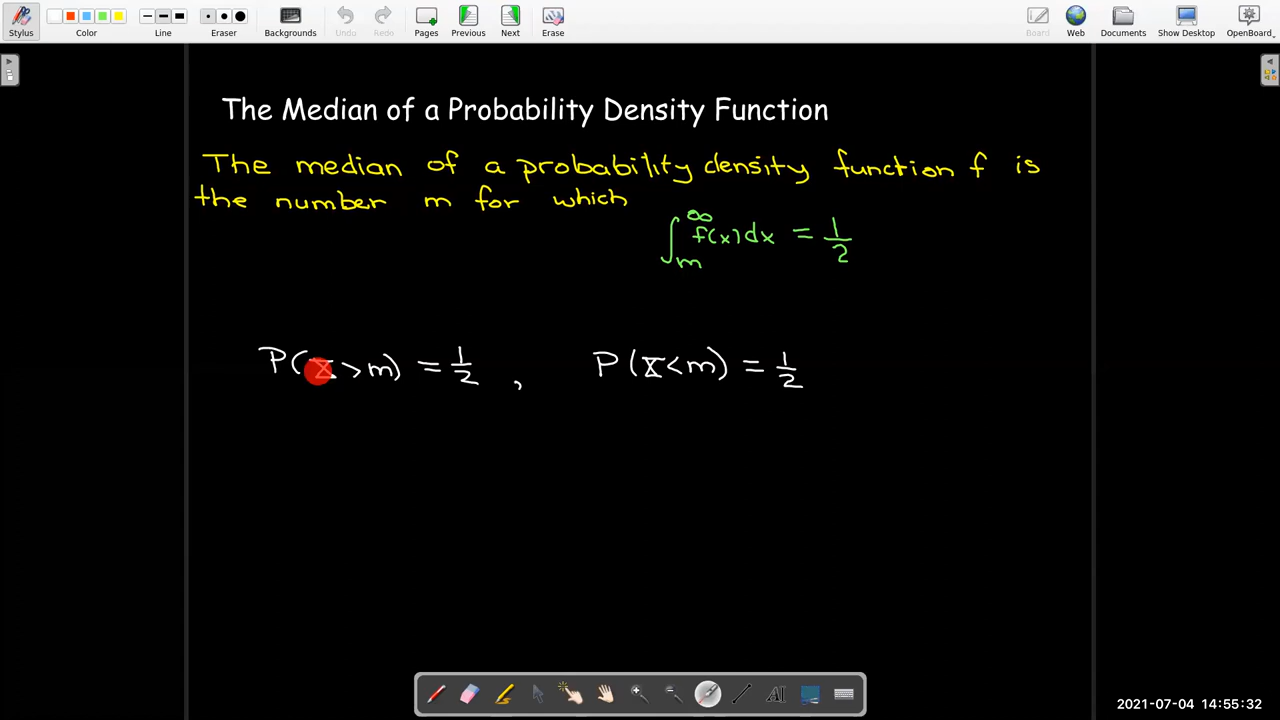 Stylus Color Line Eraser Backgrounds Undo Redo Pages Previous Next Erase Board Web Documents Show Desktop OpenBoard
The Median of a Probability Density Function
The median of a probability density function f is
the number m for which
∫_m^∞ f(x)dx = 1/2
P(X>m) = 1/2 , P(X<m) = 1/2
AI
2021-07-04 14:55:32